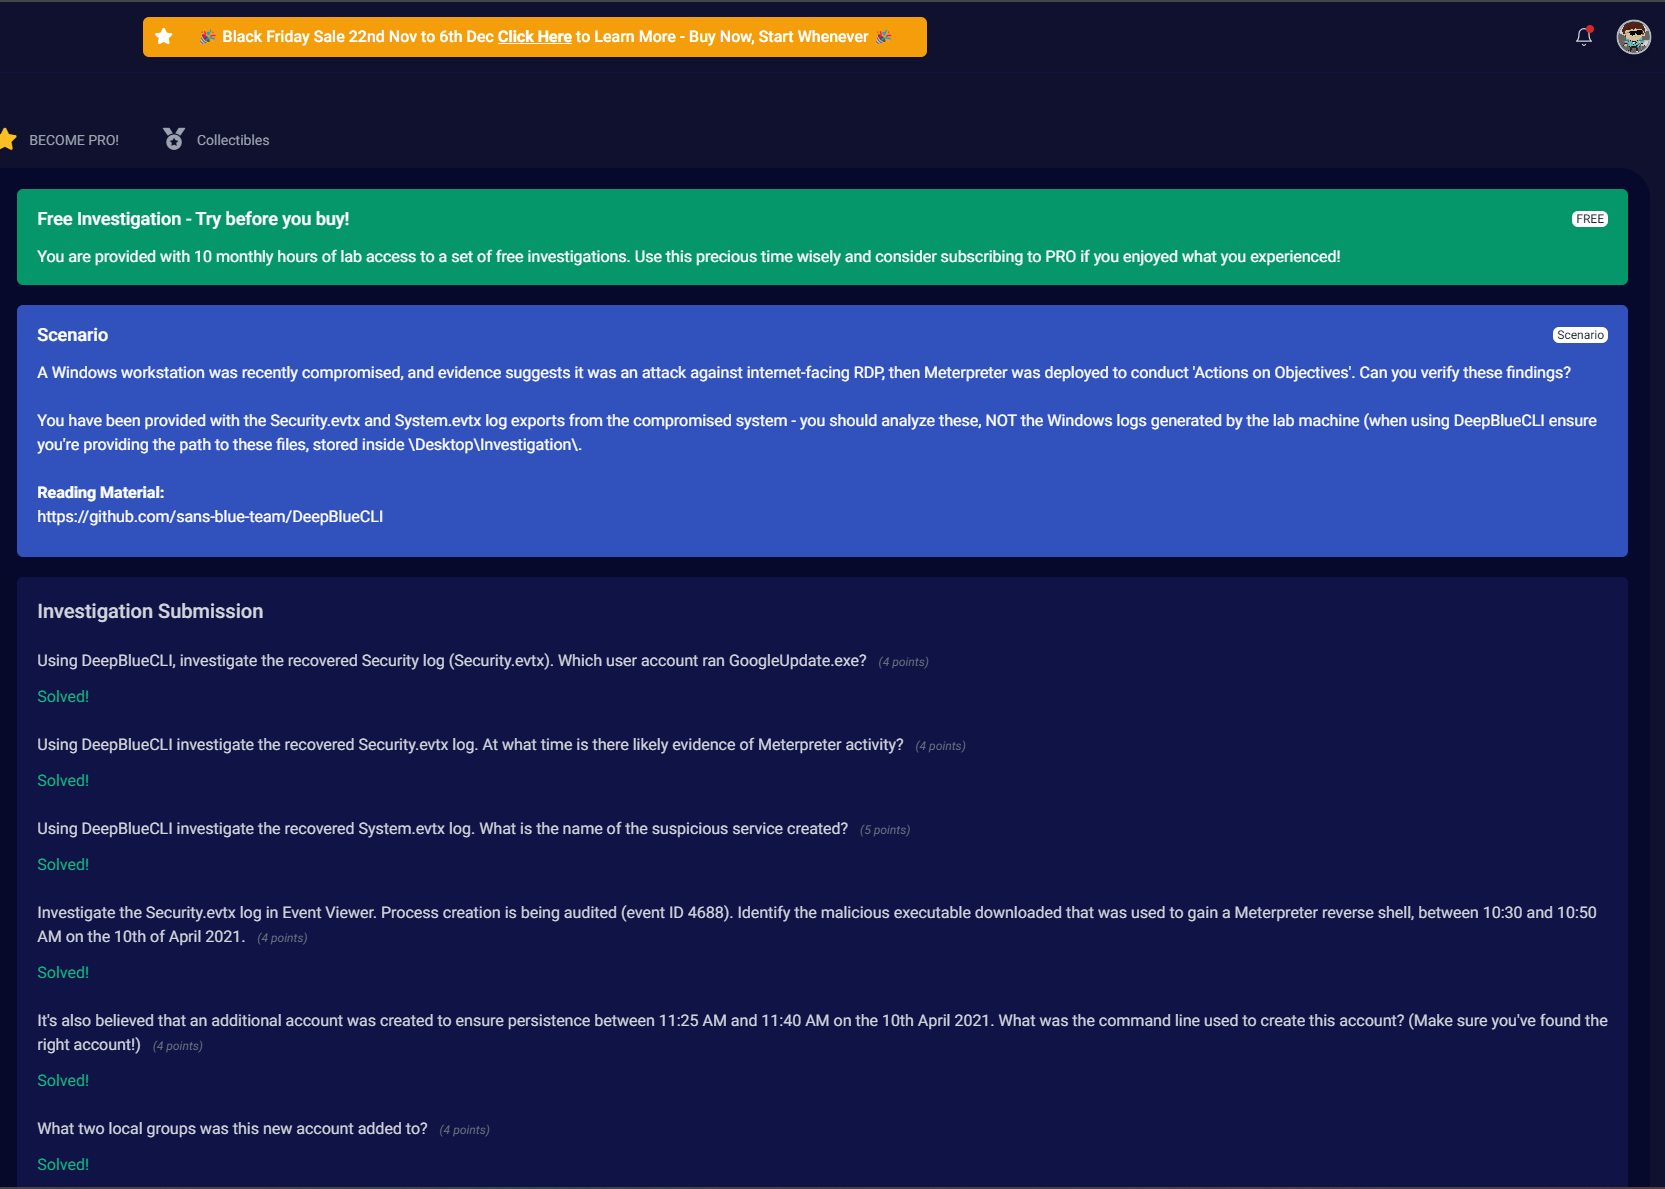 🎉 Black Friday Sale 22nd Nov to 6th Dec Click Here to Learn More - Buy Now, Start Whenever 🎉
BECOME PRO!
Collectibles
Free Investigation - Try before you buy!
FREE
You are provided with 10 monthly hours of lab access to a set of free investigations. Use this precious time wisely and consider subscribing to PRO if you enjoyed what you experienced!
Scenario
Scenario
A Windows workstation was recently compromised, and evidence suggests it was an attack against internet-facing RDP, then Meterpreter was deployed to conduct 'Actions on Objectives'. Can you verify these findings?
You have been provided with the Security.evtx and System.evtx log exports from the compromised system - you should analyze these, NOT the Windows logs generated by the lab machine (when using DeepBlueCLI ensure
you're providing the path to these files, stored inside \Desktop\Investigation\.
Reading Material:
https://github.com/sans-blue-team/DeepBlueCLI
Investigation Submission
Using DeepBlueCLI, investigate the recovered Security log (Security.evtx). Which user account ran GoogleUpdate.exe? (4 points)
Solved!
Using DeepBlueCLI investigate the recovered Security.evtx log. At what time is there likely evidence of Meterpreter activity? (4 points)
Solved!
Using DeepBlueCLI investigate the recovered System.evtx log. What is the name of the suspicious service created? (5 points)
Solved!
Investigate the Security.evtx log in Event Viewer. Process creation is being audited (event ID 4688). Identify the malicious executable downloaded that was used to gain a Meterpreter reverse shell, between 10:30 and 10:50
AM on the 10th of April 2021. (4 points)
Solved!
It's also believed that an additional account was created to ensure persistence between 11:25 AM and 11:40 AM on the 10th April 2021. What was the command line used to create this account? (Make sure you've found the
right account!) (4 points)
Solved!
What two local groups was this new account added to? (4 points)
Solved!